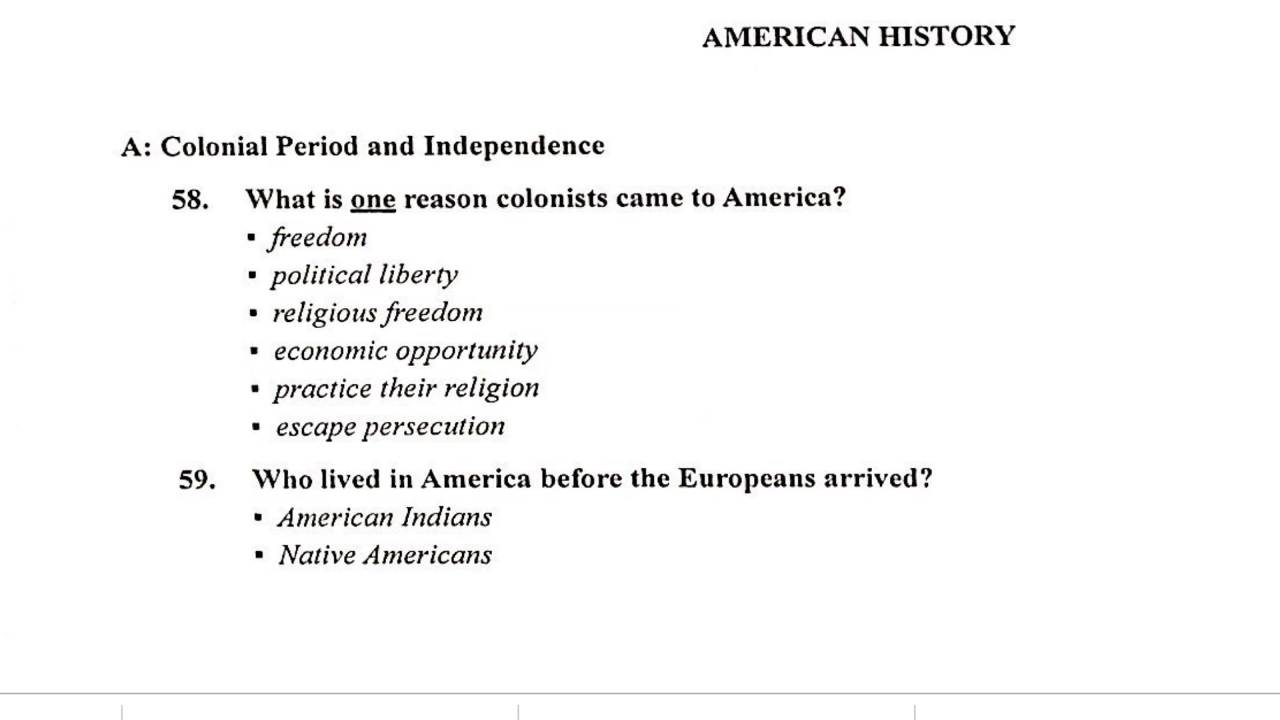 AMERICAN HISTORY
A: Colonial Period and Independence
58. What is one reason colonists came to America?
▪ freedom
▪ political liberty
▪ religious freedom
▪ economic opportunity
▪ practice their religion
▪ escape persecution
59. Who lived in America before the Europeans arrived?
▪ American Indians
▪ Native Americans